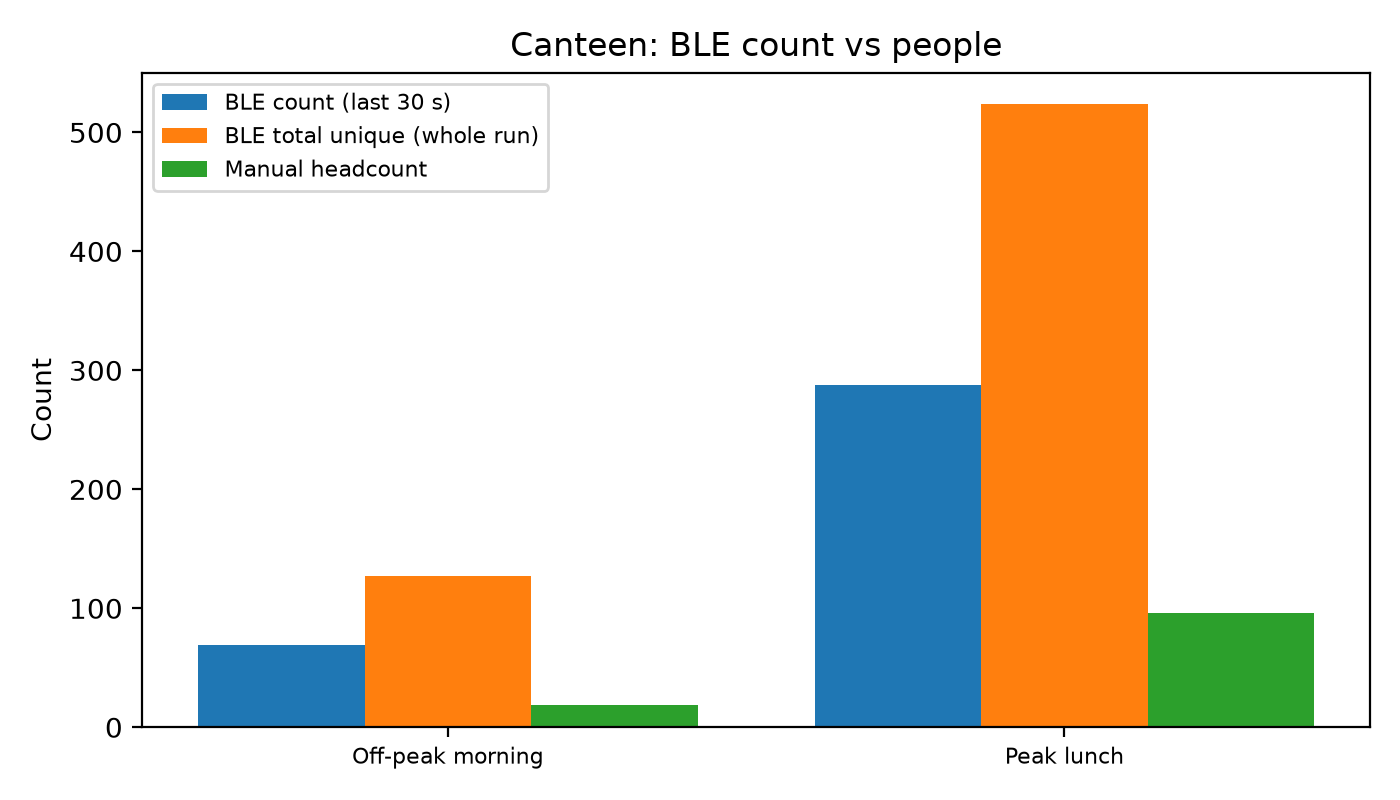 Canteen: BLE count vs people
BLE count (last 30 s)
BLE total unique (whole run)
Manual headcount
Count
500
400
300
200
100
0
Off-peak morning
Peak lunch